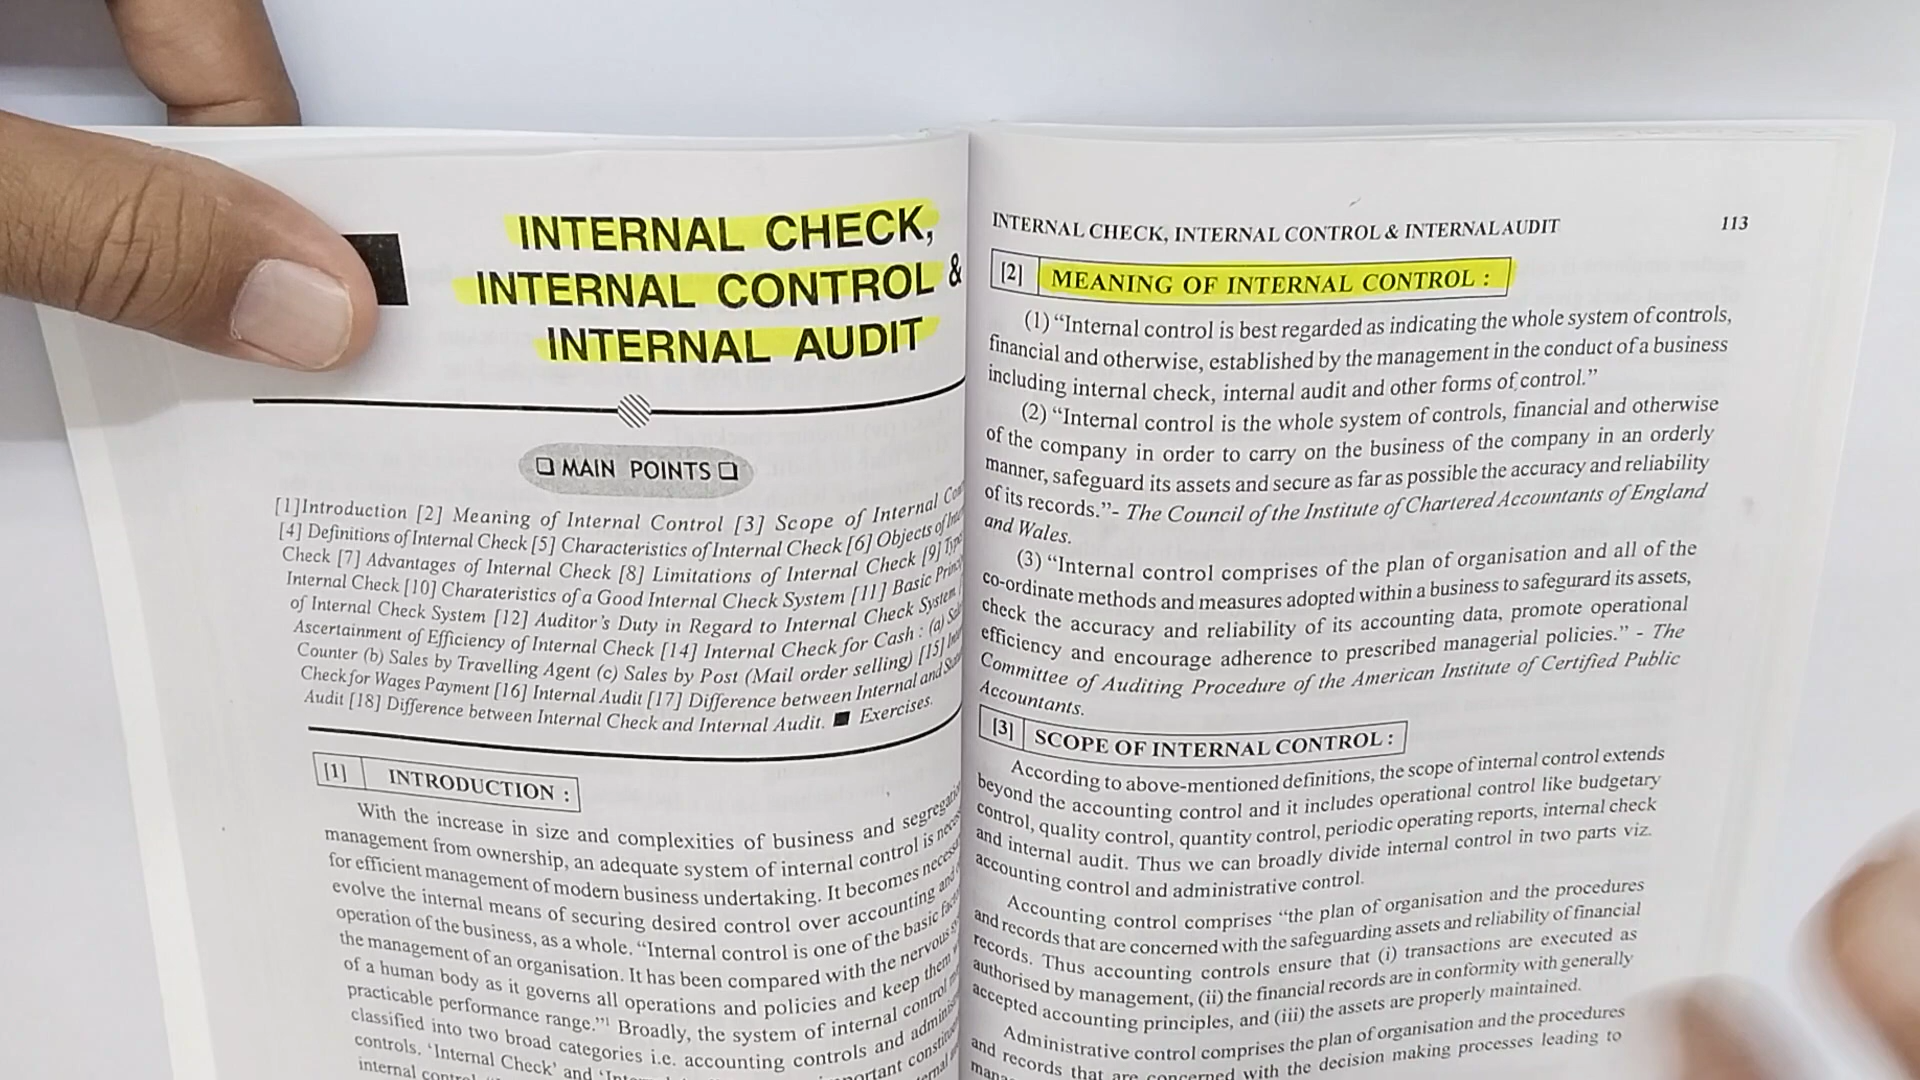 INTERNAL CHECK,
INTERNAL CONTROL &
INTERNAL AUDIT
❏ MAIN POINTS ❏
[1]Introduction [2] Meaning of Internal Control [3] Scope of Internal
[4] Definitions of Internal Check [5] Characteristics of Internal Check [6] Objects of
Check [7] Advantages of Internal Check [8] Limitations of Internal Check [9]
Internal Check [10] Charateristics of a Good Internal Check System [11] Basic
of Internal Check System [12] Auditor's Duty in Regard to Internal Check System
Ascertainment of Efficiency of Internal Check [14] Internal Check for Cash : (a)
Counter (b) Sales by Travelling Agent (c) Sales by Post (Mail order selling) [15]
Check for Wages Payment [16] Internal Audit [17] Difference between Internal and
Audit [18] Difference between Internal Check and Internal Audit. ■ Exercises.
[1] INTRODUCTION :
With the increase in size and complexities of business and
management from ownership, an adequate system of internal control is
for efficient management of modern business undertaking. It becomes
evolve the internal means of securing desired control over accounting and
operation of the business, as a whole. “Internal control is one of the basic
the management of an organisation. It has been compared with the nervous
of a human body as it governs all operations and policies and keep them
practicable performance range.”1 Broadly, the system of internal control
classified into two broad categories i.e. accounting controls and
controls. ‘Internal Check’ and
internal
INTERNAL CHECK, INTERNAL CONTROL & INTERNAL AUDIT 113
[2] MEANING OF INTERNAL CONTROL :
(1) “Internal control is best regarded as indicating the whole system of controls,
financial and otherwise, established by the management in the conduct of a business
including internal check, internal audit and other forms of control.”
(2) “Internal control is the whole system of controls, financial and otherwise
of the company in order to carry on the business of the company in an orderly
manner, safeguard its assets and secure as far as possible the accuracy and reliability
of its records.”- The Council of the Institute of Chartered Accountants of England
and Wales.
(3) “Internal control comprises of the plan of organisation and all of the
co-ordinate methods and measures adopted within a business to safegurard its assets,
check the accuracy and reliability of its accounting data, promote operational
efficiency and encourage adherence to prescribed managerial policies.” - The
Committee of Auditing Procedure of the American Institute of Certified Public
Accountants.
[3] SCOPE OF INTERNAL CONTROL :
According to above-mentioned definitions, the scope of internal control extends
beyond the accounting control and it includes operational control like budgetary
control, quality control, quantity control, periodic operating reports, internal check
and internal audit. Thus we can broadly divide internal control in two parts viz.
accounting control and administrative control.
Accounting control comprises “the plan of organisation and the procedures
and records that are concerned with the safeguarding assets and reliability of financial
records. Thus accounting controls ensure that (i) transactions are executed as
authorised by management, (ii) the financial records are in conformity with generally
accepted accounting principles, and (iii) the assets are properly maintained.
Administrative control comprises the plan of organisation and the procedures
and records that are concerned with the decision making processes leading to